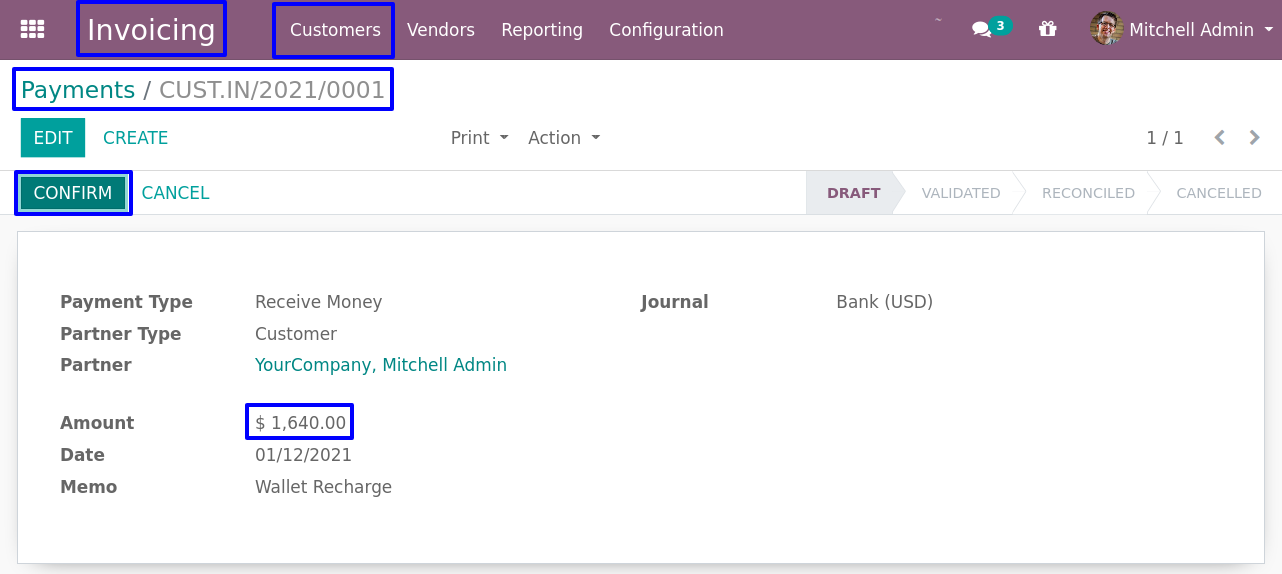 Invoicing Customers Vendors Reporting Configuration 3 Mitchell Admin
Payments / CUST.IN/2021/0001
EDIT CREATE Print Action 1 / 1
CONFIRM CANCEL DRAFT VALIDATED RECONCILED CANCELLED
Payment Type Receive Money Journal Bank (USD)
Partner Type Customer
Partner YourCompany, Mitchell Admin
Amount $ 1,640.00
Date 01/12/2021
Memo Wallet Recharge